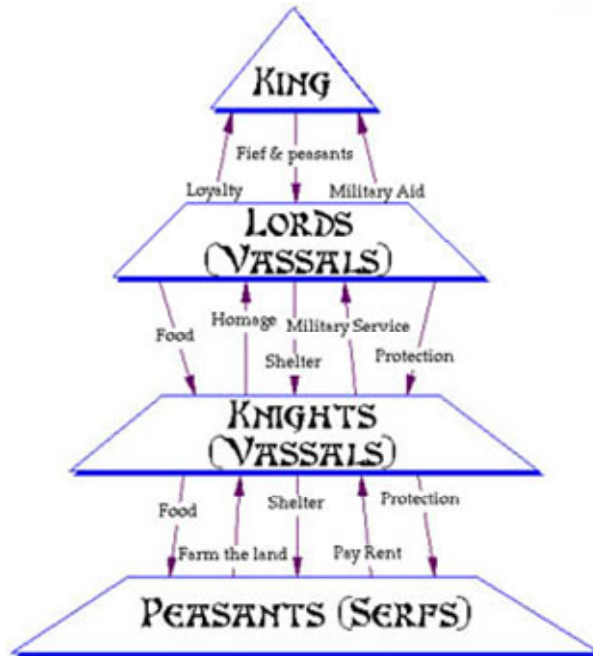 KING
Fief & peasants
Loyalty
Military Aid
LORDS
(VASSALS)
Food
Homage
Military Service
Shelter
Protection
KNIGHTS
(VASSALS)
Food
Shelter
Protection
Farm the land
Pay Rent
PEASANTS (SERFS)